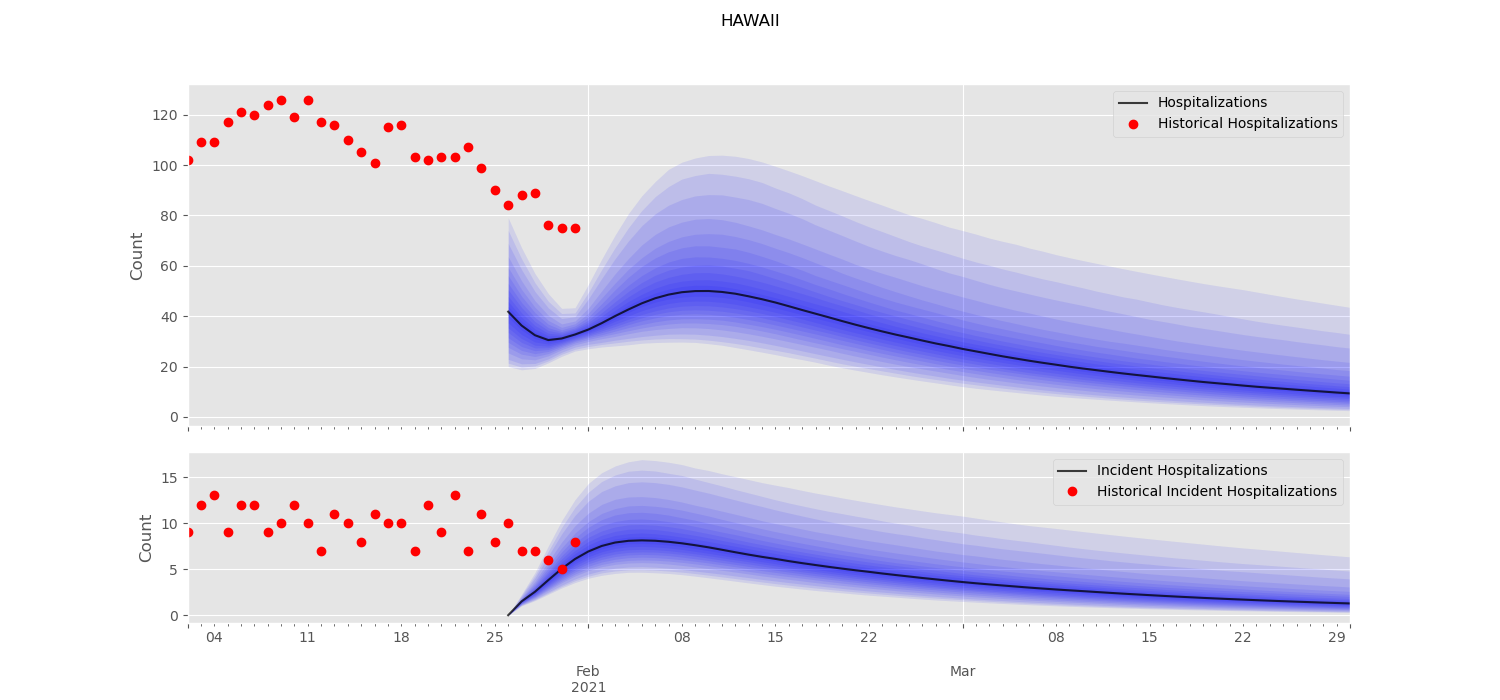 HAWAII
Hospitalizations
Historical Hospitalizations
120
100
80
60
40
20
0
Count
Incident Hospitalizations
Historical Incident Hospitalizations
15
10
5
0
Count
04 11 18 25 08 15 22 08 15 22 29
Feb Mar
2021